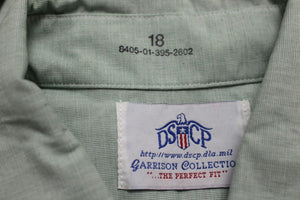 18
8405-01-395-2602
DSCP
http://www.dscp.dla.mil
GARRISON COLLECTION
"...THE PERFECT FIT"